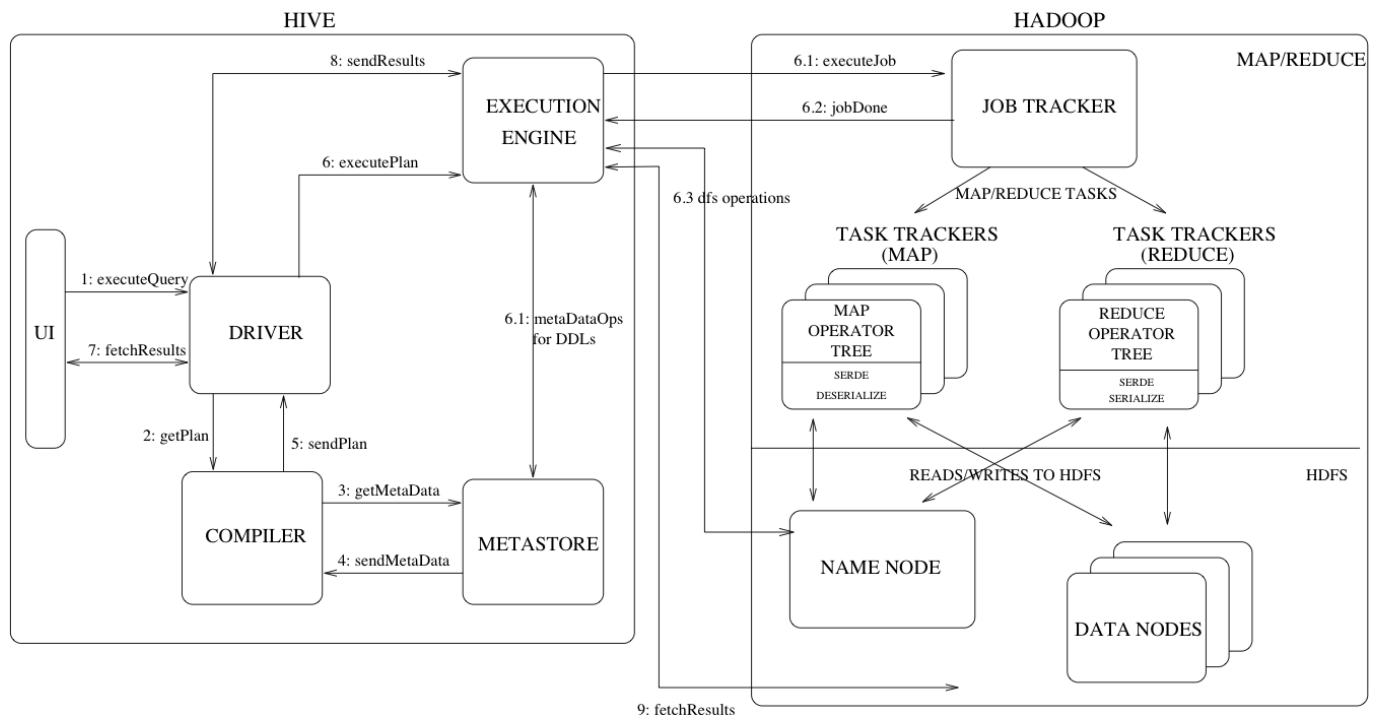 HIVE
HADOOP
MAP/REDUCE
8: sendResults
6.1: executeJob
EXECUTION
ENGINE
6.2: jobDone
JOB TRACKER
6: executePlan
6.3 dfs operations
MAP/REDUCE TASKS
TASK TRACKERS
(MAP)
TASK TRACKERS
(REDUCE)
1: executeQuery
UI
DRIVER
7: fetchResults
6.1: metaDataOps
for DDLs
MAP
OPERATOR
TREE
SERDE
DESERIALIZE
REDUCE
OPERATOR
TREE
SERDE
SERIALIZE
2: getPlan
5: sendPlan
READS/WRITES TO HDFS
HDFS
COMPILER
3: getMetaData
4: sendMetaData
METASTORE
NAME NODE
DATA NODES
9: fetchResults